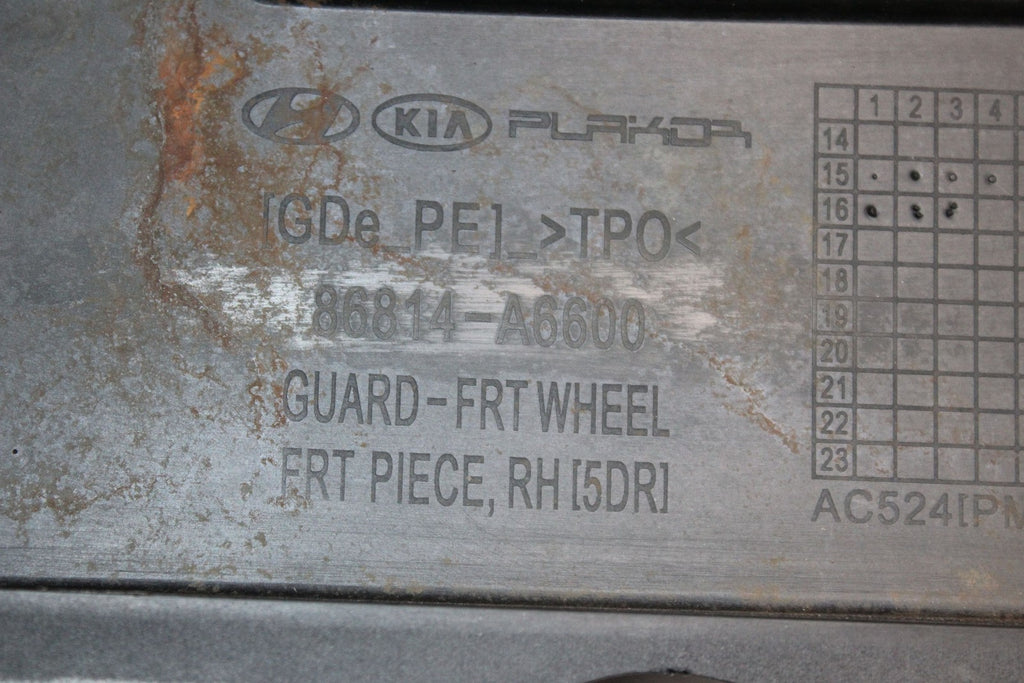 KIA PLAKOR
[GDe_PE]_>TPO<
86814-A6600
GUARD-FRT WHEEL
FRT PIECE, RH [5DR]
1 2 3 4
14
15
16
17
18
19
20
21
22
23
AC524[PM